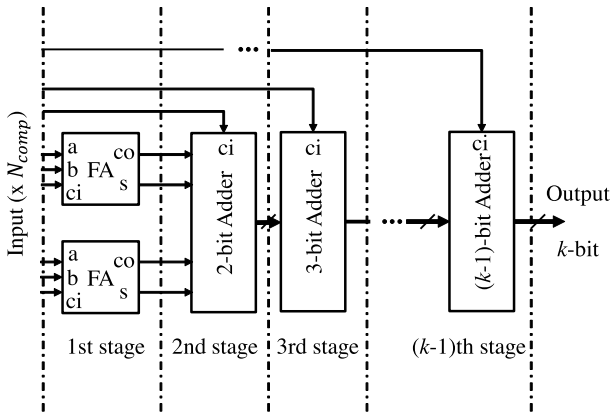 Input (x N_comp)
a
b
ci
FA
co
s
a
b
ci
FA
co
s
ci
2-bit Adder
ci
3-bit Adder
ci
(k-1)-bit Adder
Output
k-bit
1st stage
2nd stage
3rd stage
(k-1)th stage